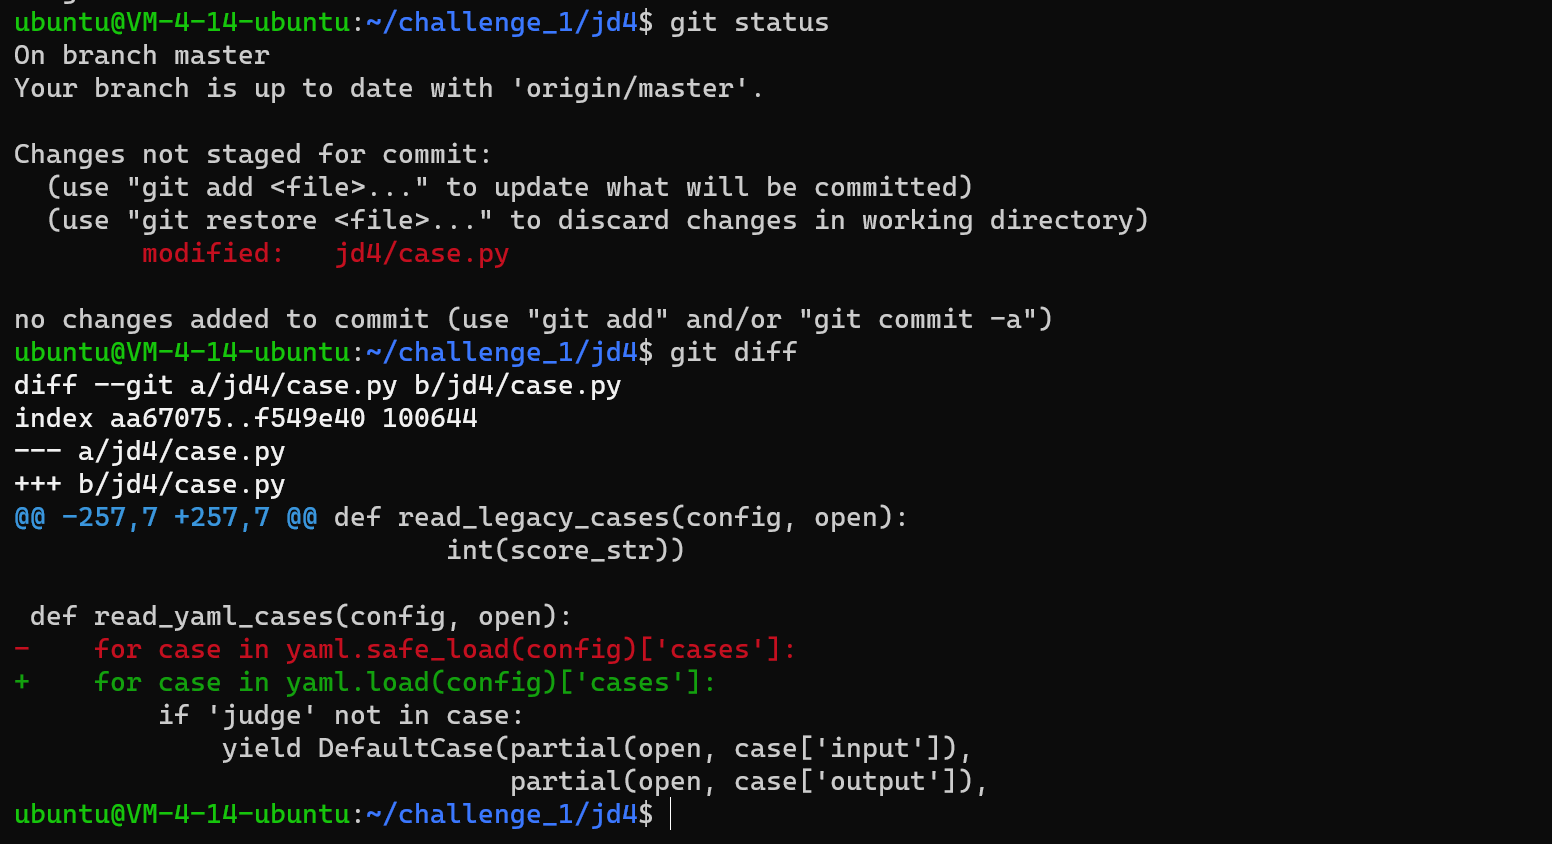 ubuntu@VM-4-14-ubuntu:~/challenge_1/jd4$ git status
On branch master
Your branch is up to date with 'origin/master'.

Changes not staged for commit:
  (use "git add <file>..." to update what will be committed)
  (use "git restore <file>..." to discard changes in working directory)
        modified:   jd4/case.py

no changes added to commit (use "git add" and/or "git commit -a")
ubuntu@VM-4-14-ubuntu:~/challenge_1/jd4$ git diff
diff --git a/jd4/case.py b/jd4/case.py
index aa67075..f549e40 100644
--- a/jd4/case.py
+++ b/jd4/case.py
@@ -257,7 +257,7 @@ def read_legacy_cases(config, open):
                           int(score_str))

 def read_yaml_cases(config, open):
-    for case in yaml.safe_load(config)['cases']:
+    for case in yaml.load(config)['cases']:
         if 'judge' not in case:
             yield DefaultCase(partial(open, case['input']),
                               partial(open, case['output']),
ubuntu@VM-4-14-ubuntu:~/challenge_1/jd4$